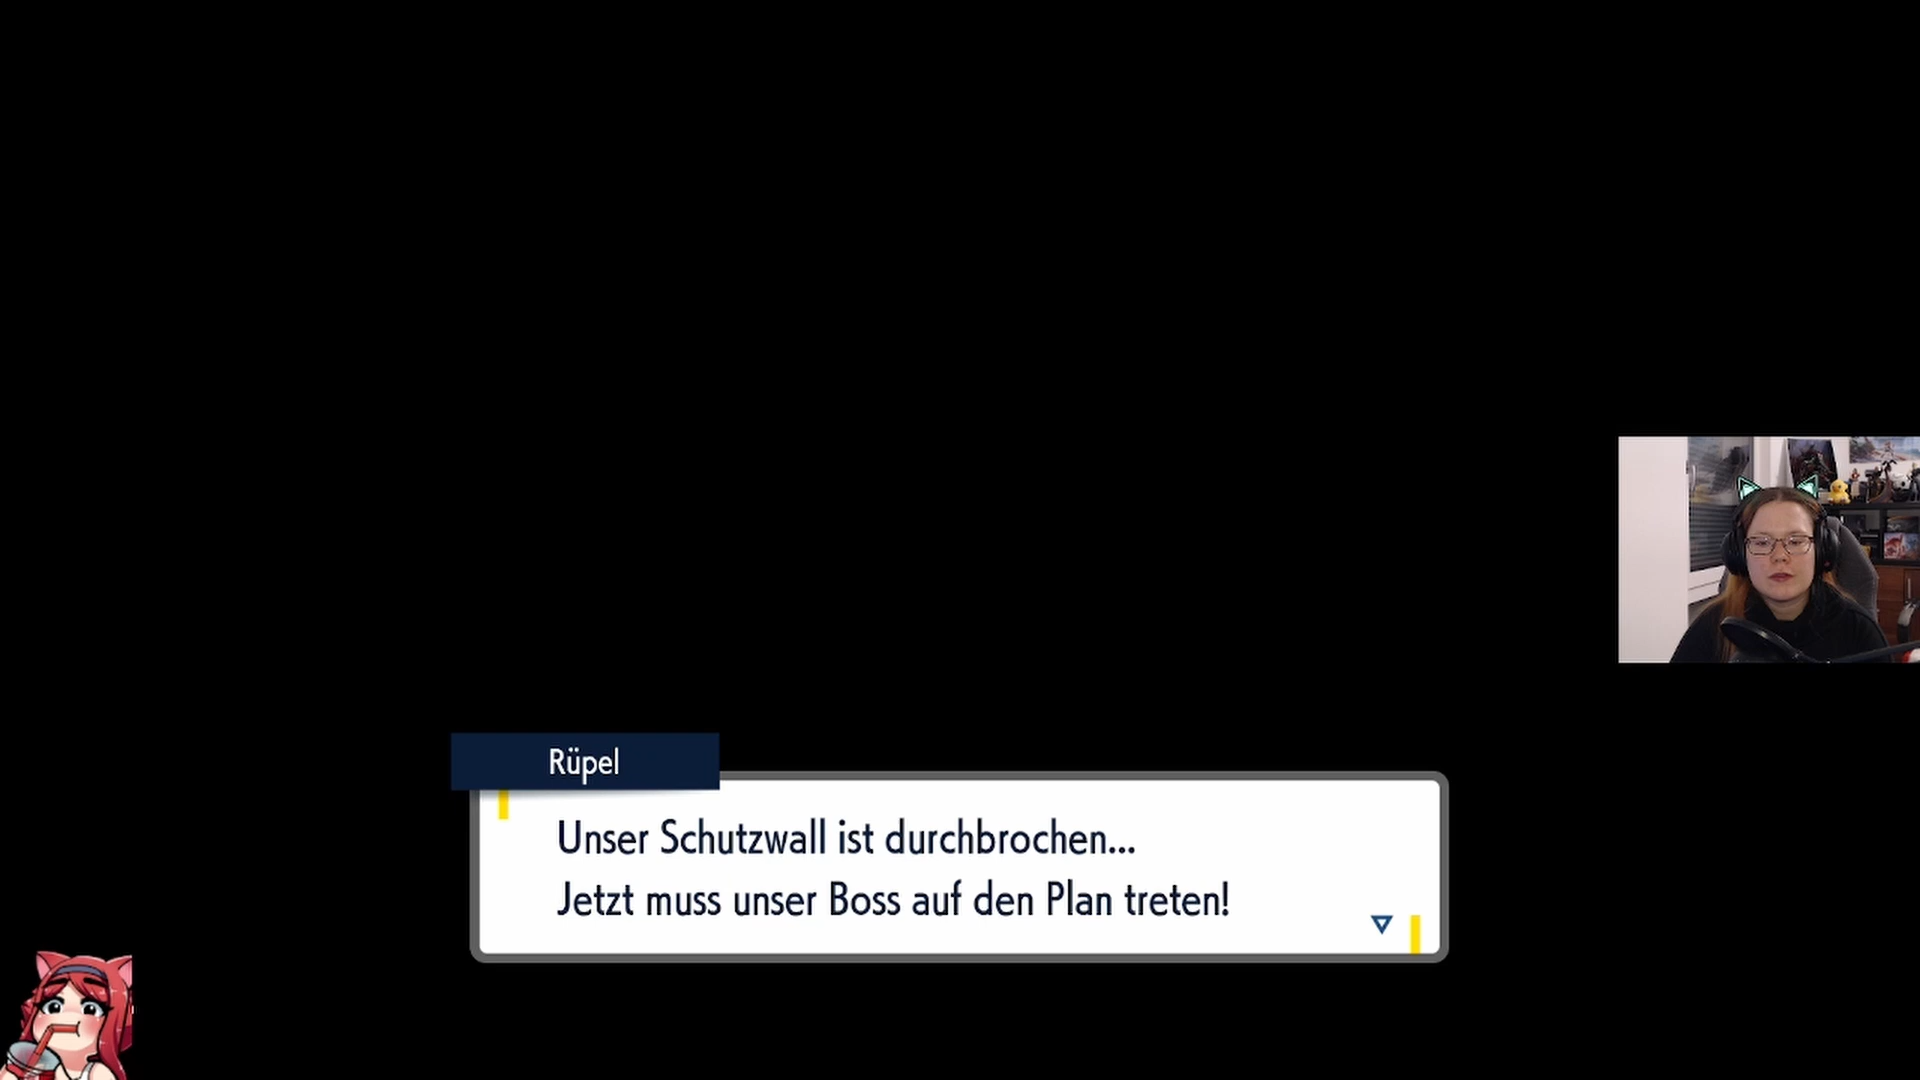 Rüpel
Unser Schutzwall ist durchbrochen...
Jetzt muss unser Boss auf den Plan treten!